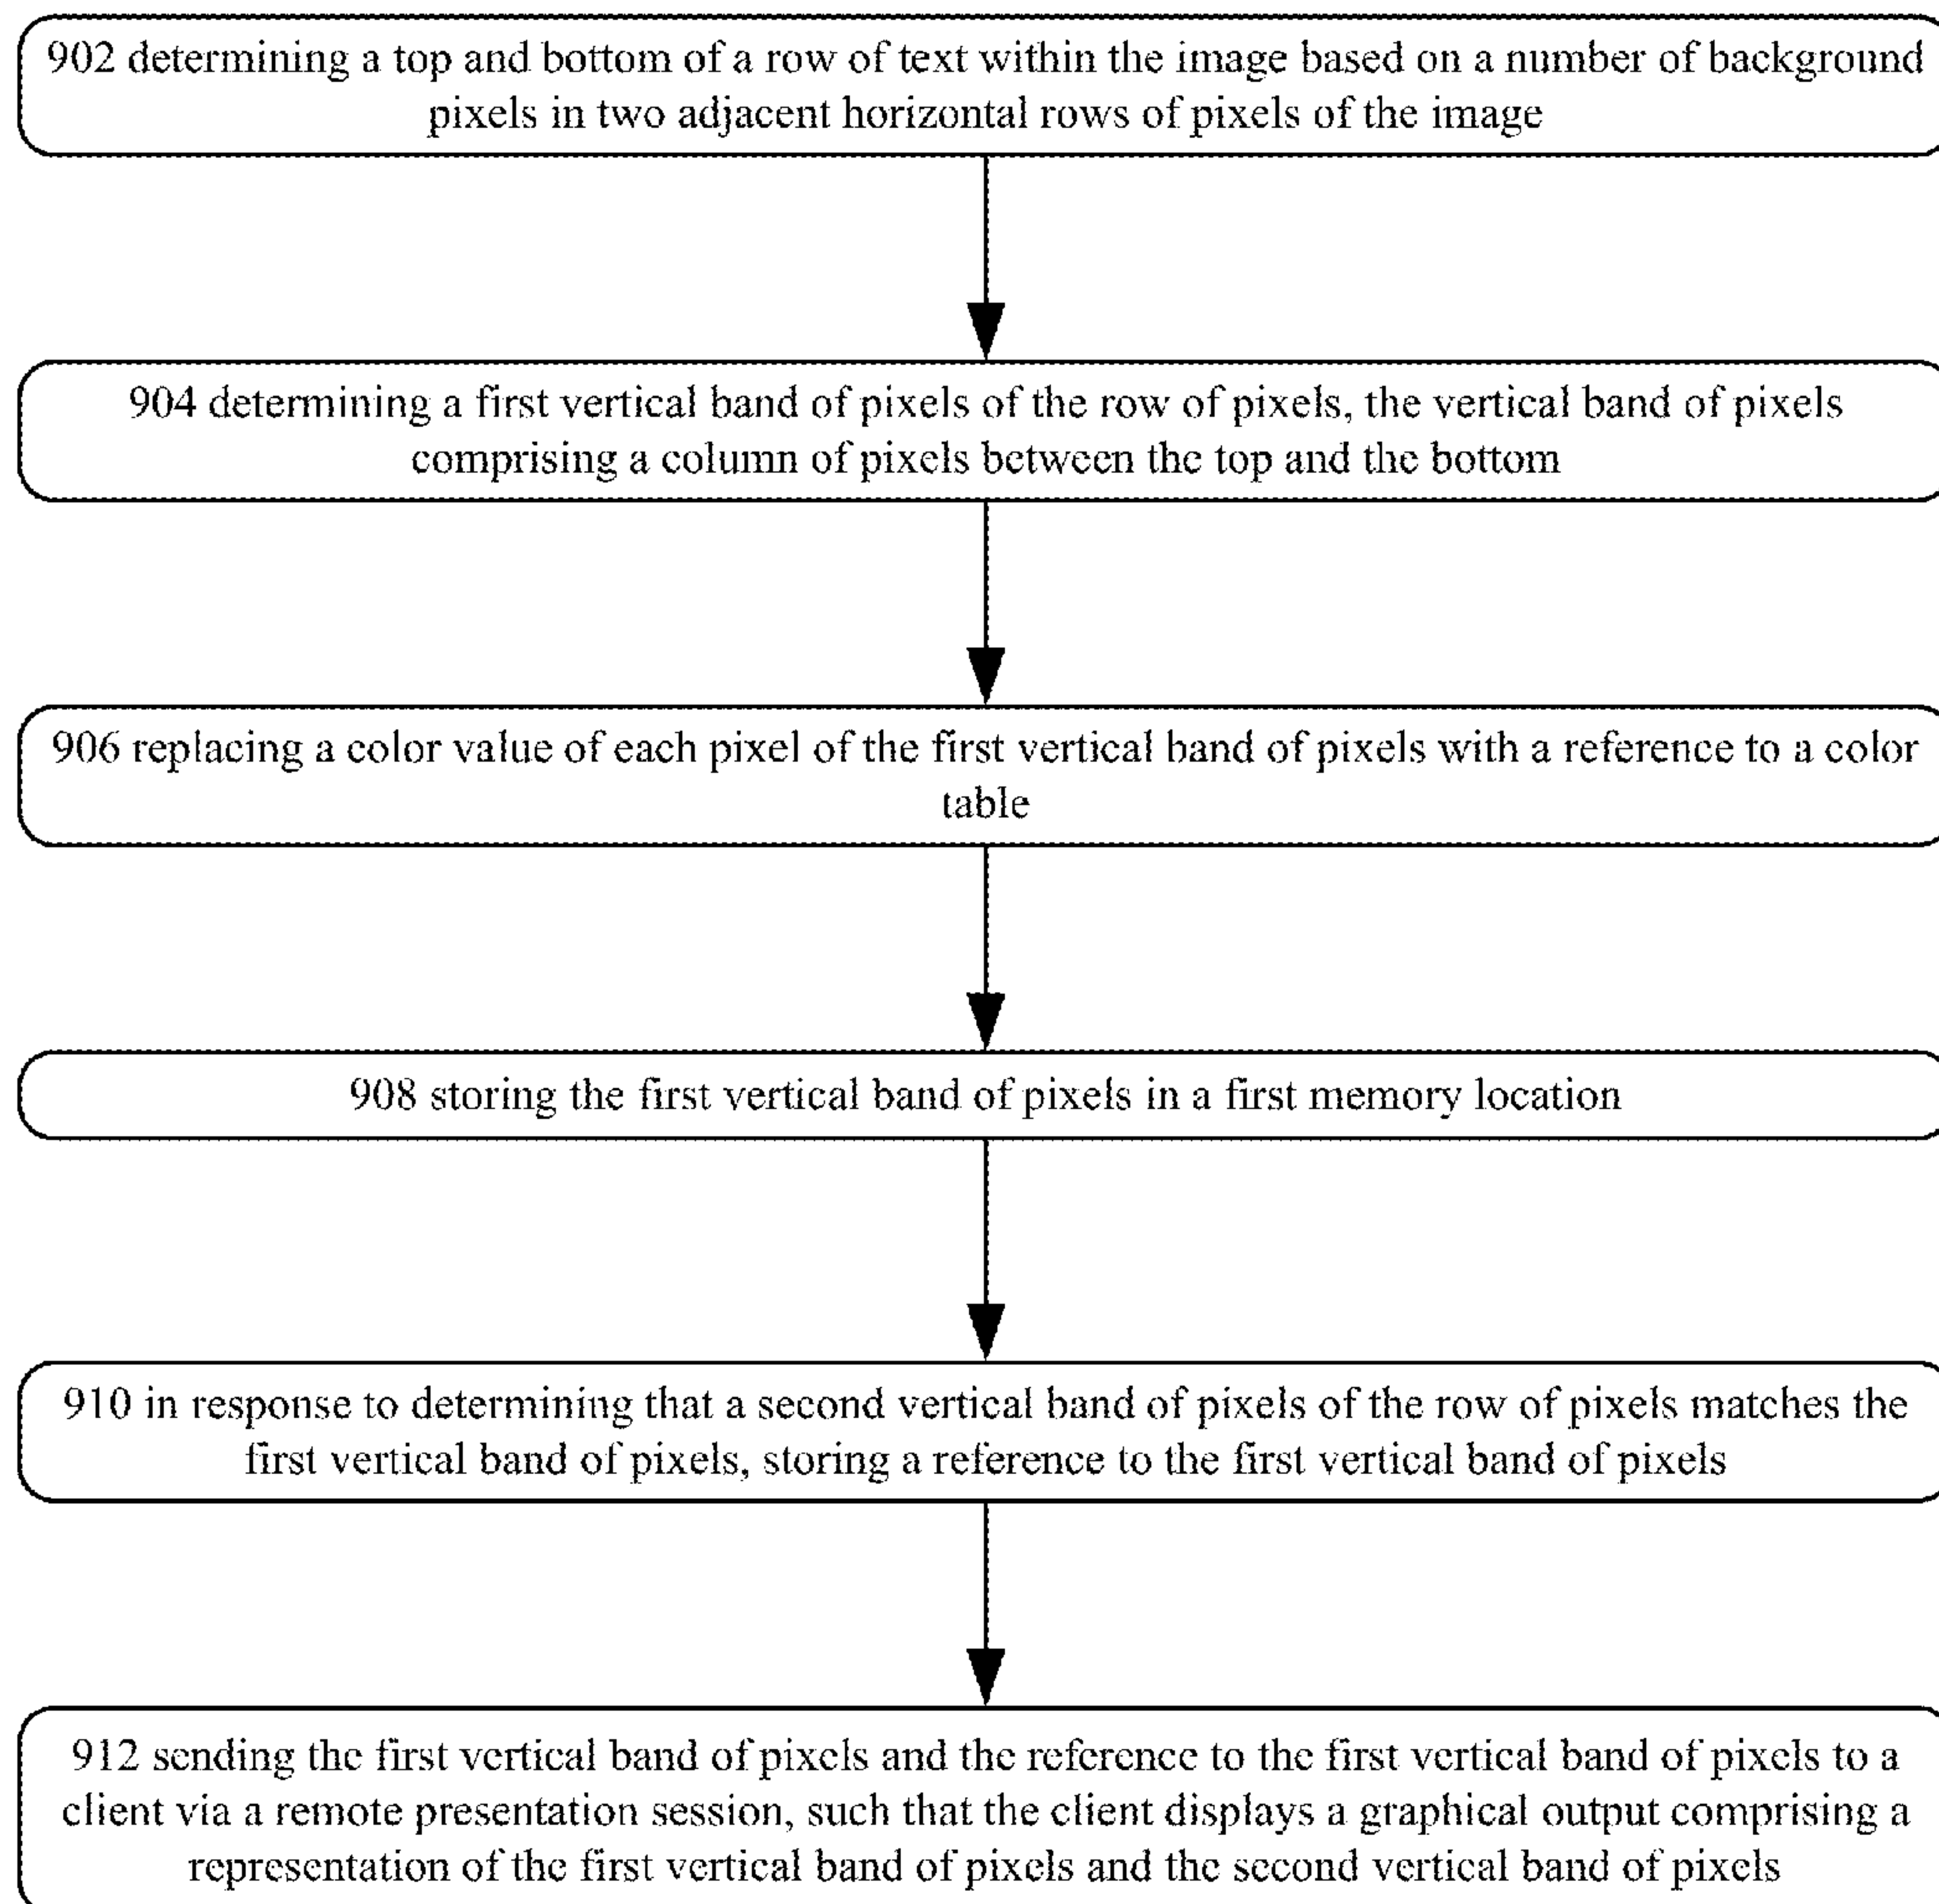 902 determining a top and bottom of a row of text within the image based on a number of background
pixels in two adjacent horizontal rows of pixels of the image
904 determining a first vertical band of pixels of the row of pixels, the vertical band of pixels
comprising a column of pixels between the top and the bottom
906 replacing a color value of each pixel of the first vertical band of pixels with a reference to a color
table
908 storing the first vertical band of pixels in a first memory location
910 in response to determining that a second vertical band of pixels of the row of pixels matches the
first vertical band of pixels, storing a reference to the first vertical band of pixels
912 sending the first vertical band of pixels and the reference to the first vertical band of pixels to a
client via a remote presentation session, such that the client displays a graphical output comprising a
representation of the first vertical band of pixels and the second vertical band of pixels